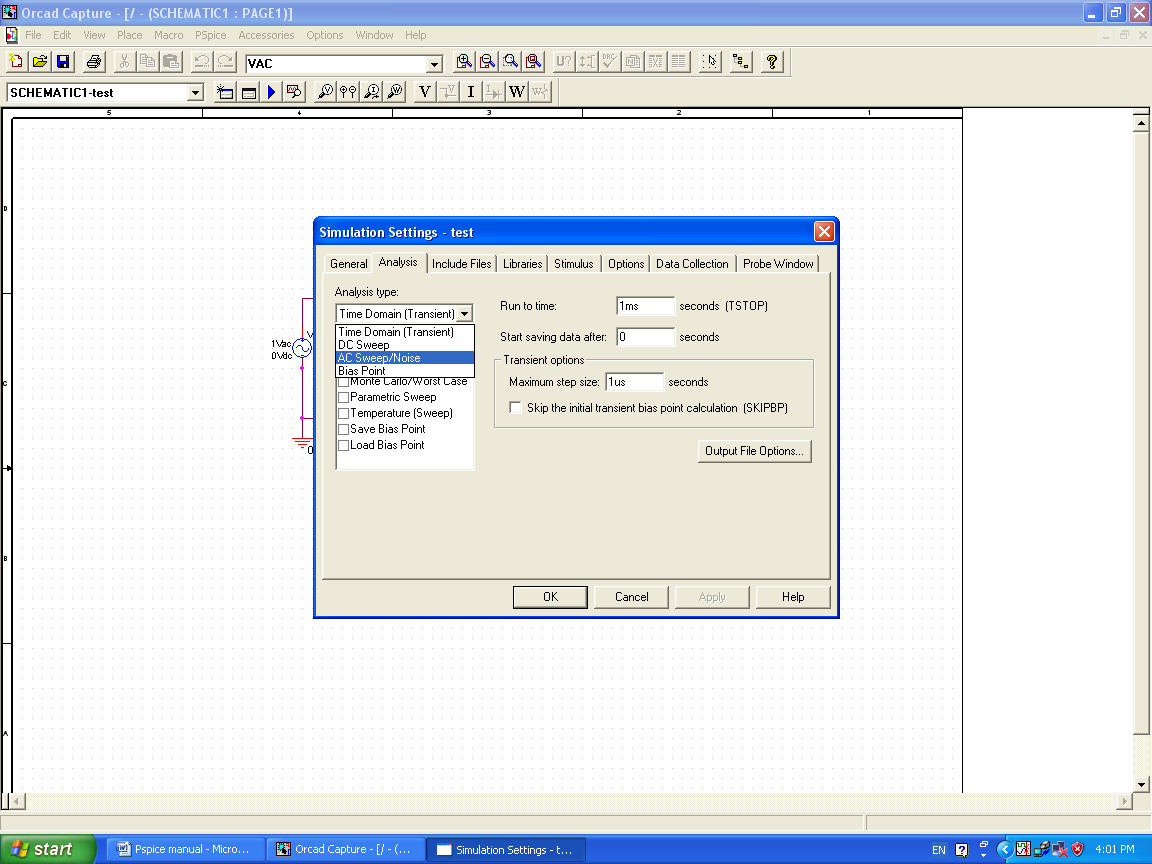 Orcad Capture - [/ - (SCHEMATIC1 : PAGE1)]
File Edit View Place Macro PSpice Accessories Options Window Help
VAC
U?
DRC
SCHEMATIC1-test
V I W
5 4 3 2 1
D
C
B
A
1Vac
0Vdc
V
0
Simulation Settings - test
General Analysis Include Files Libraries Stimulus Options Data Collection Probe Window
Analysis type:
Time Domain (Transient)
Time Domain (Transient)
DC Sweep
AC Sweep/Noise
Bias Point
Monte Carlo/Worst Case
Parametric Sweep
Temperature (Sweep)
Save Bias Point
Load Bias Point
Run to time: 1ms seconds (TSTOP)
Start saving data after: 0 seconds
Transient options
Maximum step size: 1us seconds
Skip the initial transient bias point calculation (SKIPBP)
Output File Options...
OK Cancel Apply Help
start
Pspice manual - Micro...
Orcad Capture - [/ - (...
Simulation Settings - t...
EN
4:01 PM